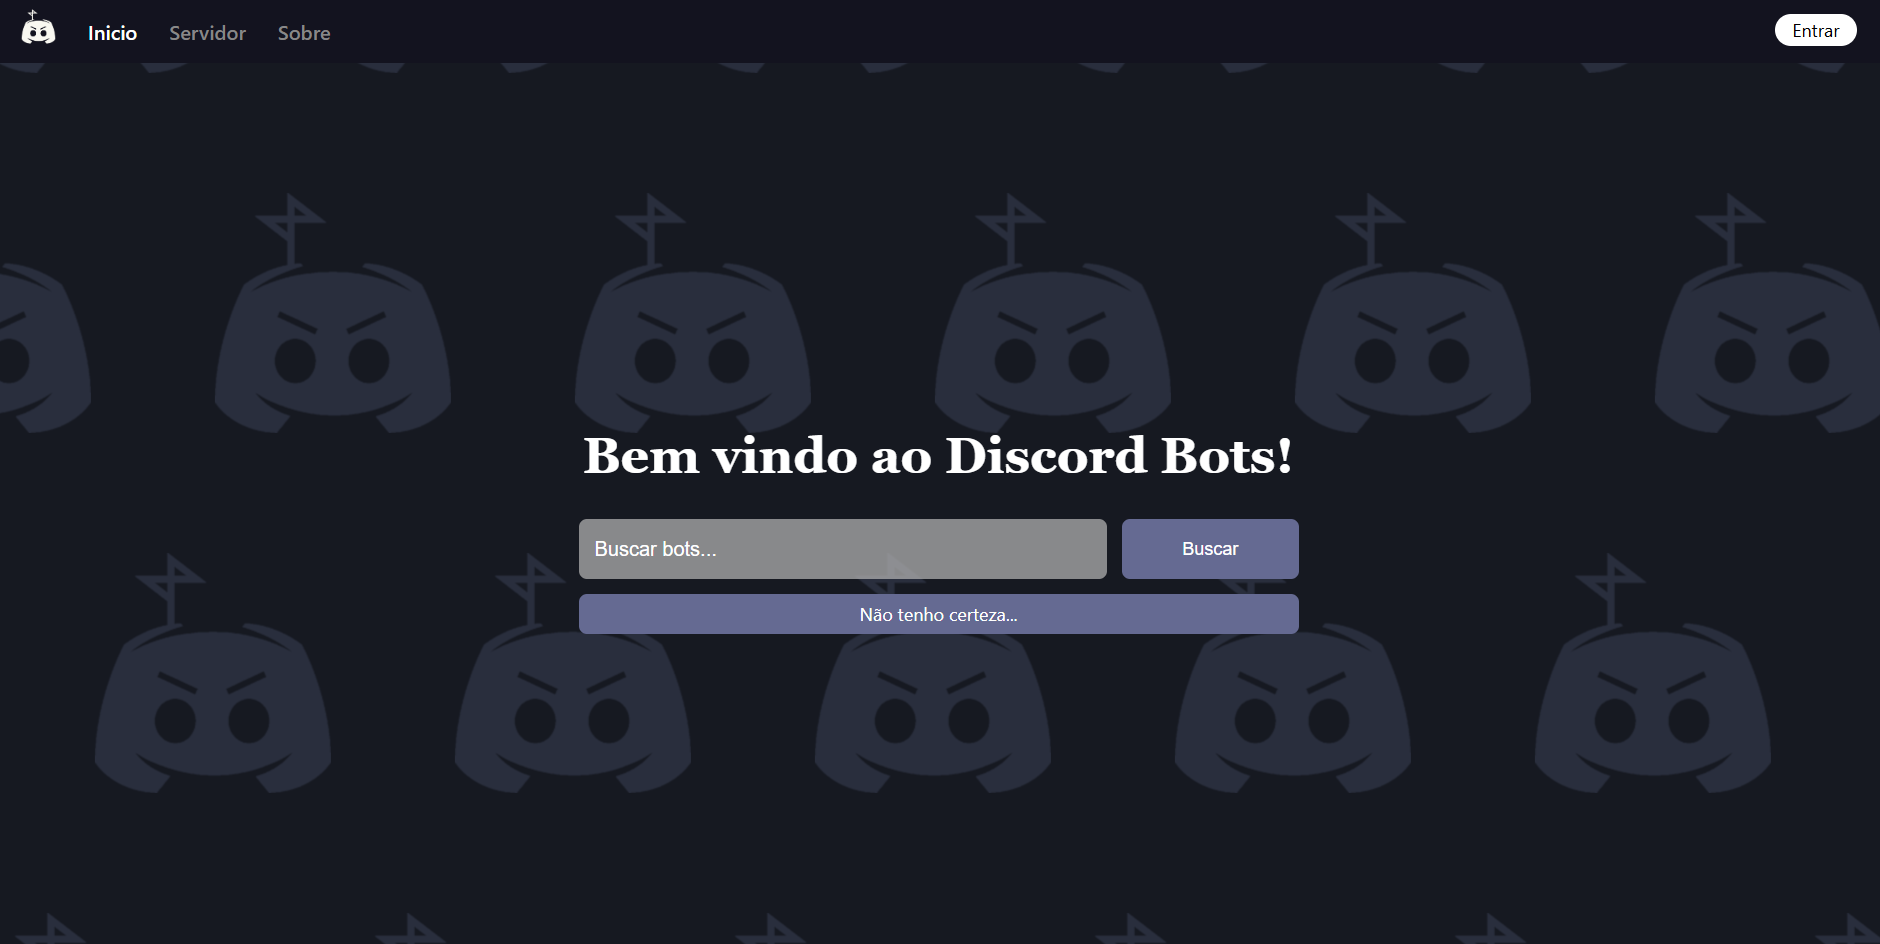 Inicio Servidor Sobre Entrar
Bem vindo ao Discord Bots!
Buscar bots... Buscar
Não tenho certeza...